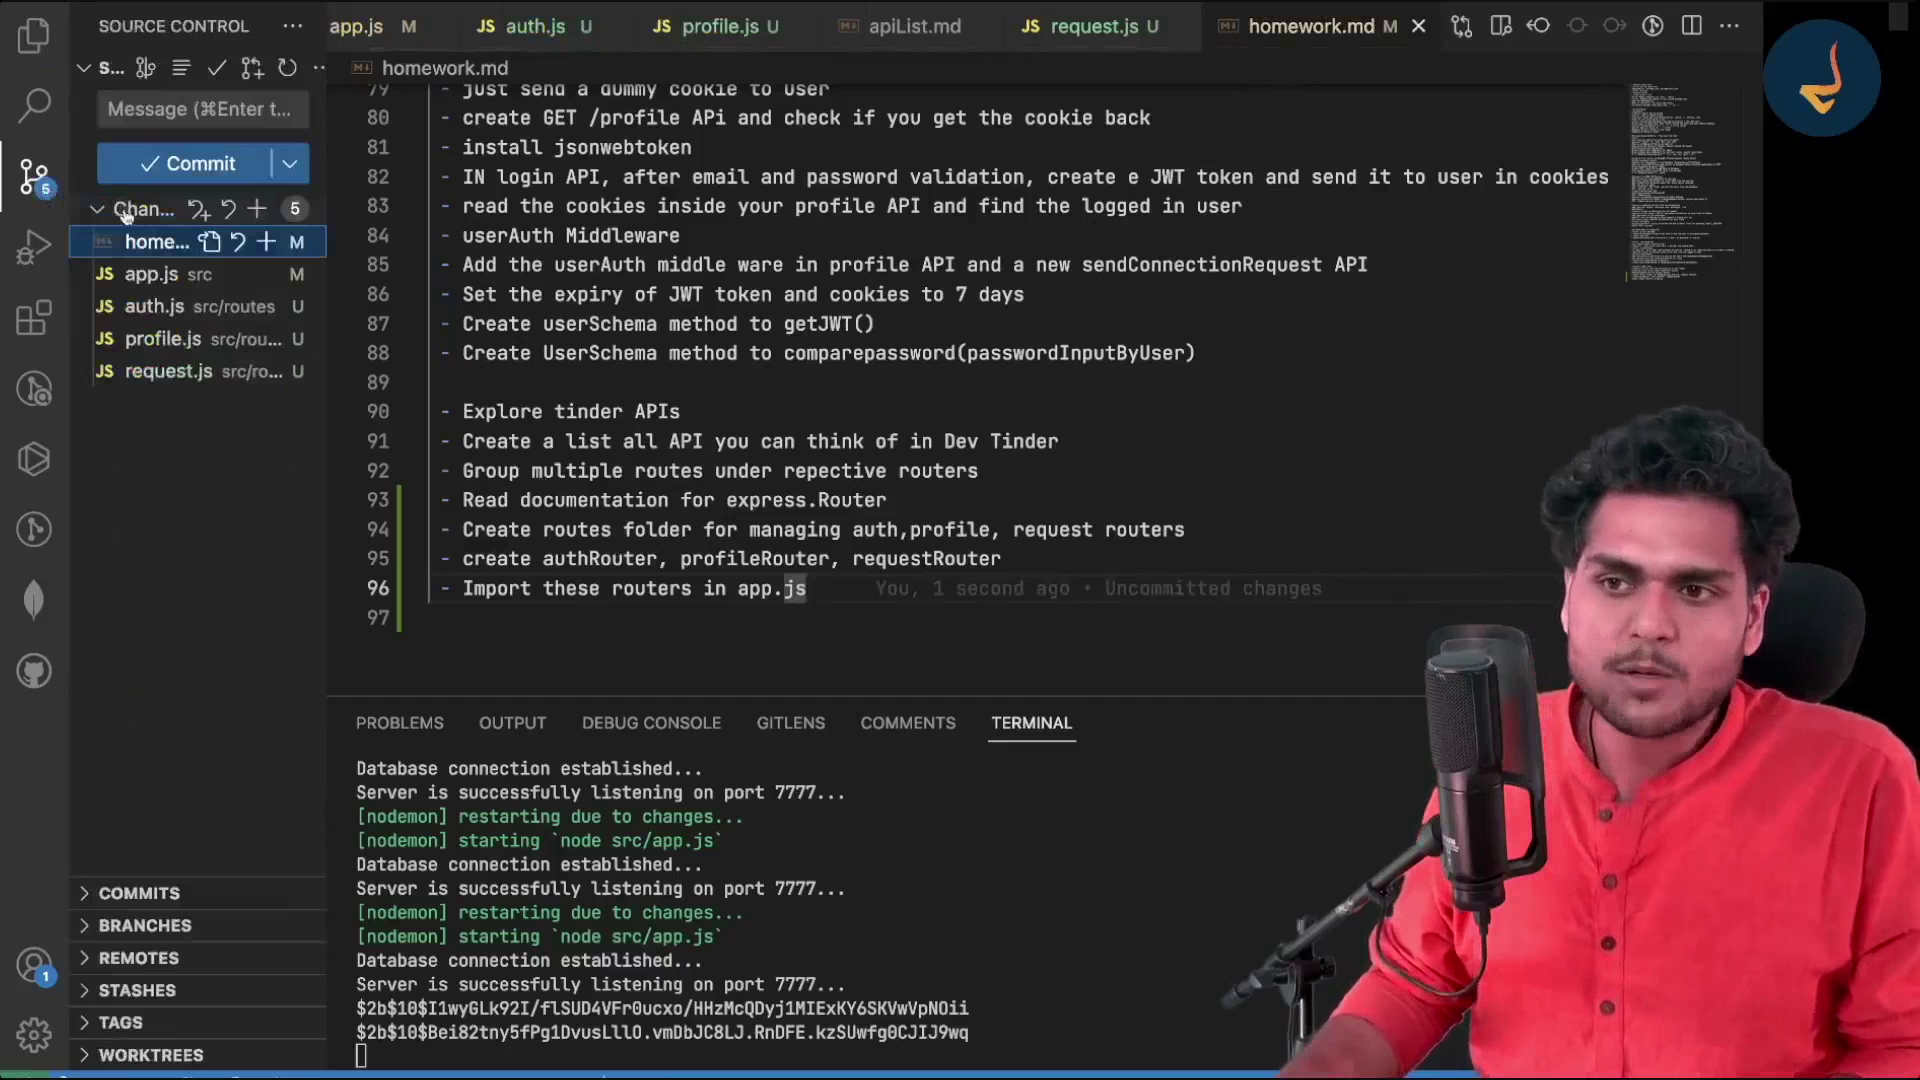 SOURCE CONTROL
app.js M
auth.js U
profile.js U
apiList.md
request.js U
homework.md M
S...
homework.md
Message (⌘Enter t...
Commit
Chan... 5
home... M
app.js src M
auth.js src/routes U
profile.js src/rou... U
request.js src/ro... U
5
79 - just send a dummy cookie to user
80 - create GET /profile APi and check if you get the cookie back
81 - install jsonwebtoken
82 - IN login API, after email and password validation, create e JWT token and send it to user in cookies
83 - read the cookies inside your profile API and find the logged in user
84 - userAuth Middleware
85 - Add the userAuth middle ware in profile API and a new sendConnectionRequest API
86 - Set the expiry of JWT token and cookies to 7 days
87 - Create userSchema method to getJWT()
88 - Create UserSchema method to comparepassword(passwordInputByUser)
89
90 - Explore tinder APIs
91 - Create a list all API you can think of in Dev Tinder
92 - Group multiple routes under repective routers
93 - Read documentation for express.Router
94 - Create routes folder for managing auth,profile, request routers
95 - create authRouter, profileRouter, requestRouter
96 - Import these routers in app.js You, 1 second ago • Uncommitted changes
97
PROBLEMS OUTPUT DEBUG CONSOLE GITLENS COMMENTS TERMINAL
Database connection established...
Server is successfully listening on port 7777...
[nodemon] restarting due to changes...
[nodemon] starting `node src/app.js`
Database connection established...
Server is successfully listening on port 7777...
[nodemon] restarting due to changes...
[nodemon] starting `node src/app.js`
Database connection established...
Server is successfully listening on port 7777...
$2b$10$I1wyGLk92I/flSUD4VFr0ucxo/HHzMcQDyj1MIExKY6SKVwVpNOii
$2b$10$Bei82tny5fPg1DvusLllO.vmDbJC8LJ.RnDFE.kzSUwfg0CJIJ9wq
COMMITS
BRANCHES
REMOTES
STASHES
TAGS
WORKTREES
1